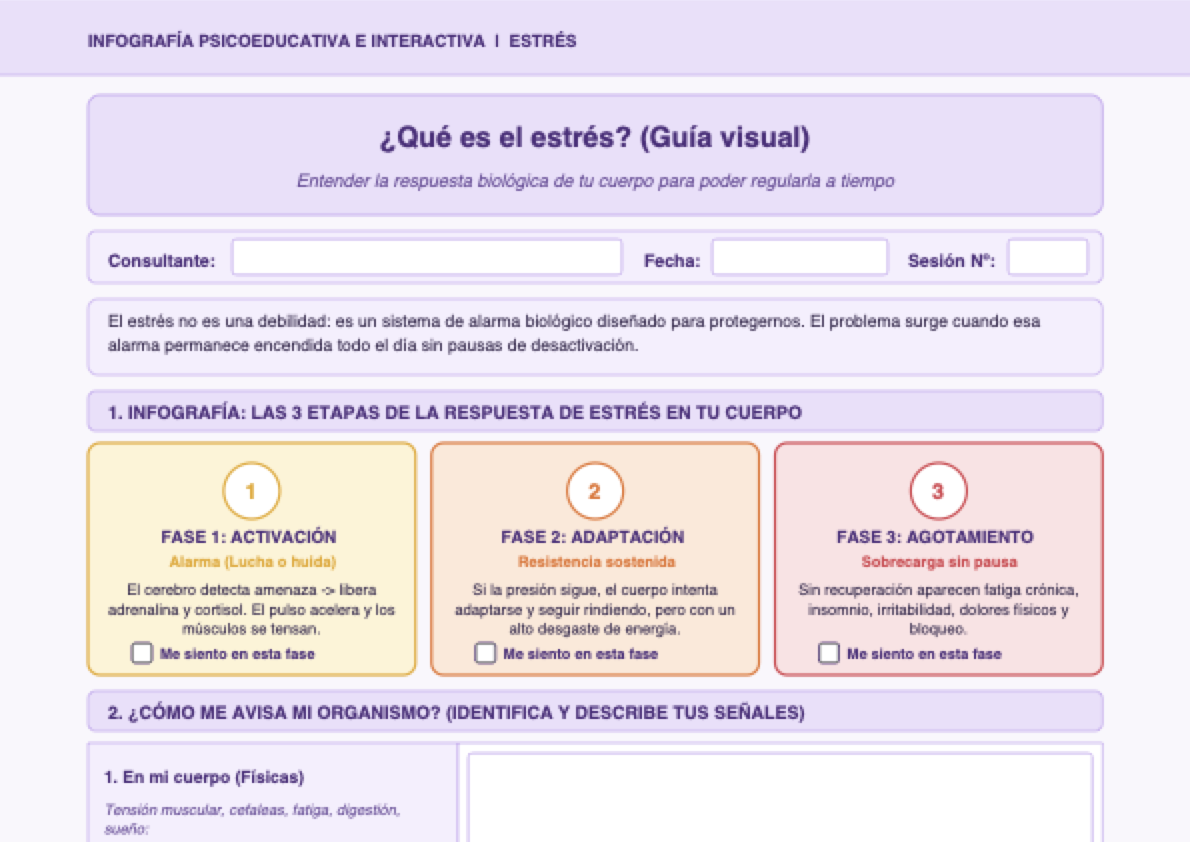 INFOGRAFÍA PSICOEDUCATIVA E INTERACTIVA | ESTRÉS
¿Qué es el estrés? (Guía visual)
Entender la respuesta biológica de tu cuerpo para poder regularla a tiempo
Consultante:
Fecha:
Sesión Nº:
El estrés no es una debilidad: es un sistema de alarma biológico diseñado para protegernos. El problema surge cuando esa
alarma permanece encendida todo el día sin pausas de desactivación.
1. INFOGRAFÍA: LAS 3 ETAPAS DE LA RESPUESTA DE ESTRÉS EN TU CUERPO
1
FASE 1: ACTIVACIÓN
Alarma (Lucha o huida)
El cerebro detecta amenaza -> libera
adrenalina y cortisol. El pulso acelera y los
músculos se tensan.
Me siento en esta fase
2
FASE 2: ADAPTACIÓN
Resistencia sostenida
Si la presión sigue, el cuerpo intenta
adaptarse y seguir rindiendo, pero con un
alto desgaste de energía.
Me siento en esta fase
3
FASE 3: AGOTAMIENTO
Sobrecarga sin pausa
Sin recuperación aparecen fatiga crónica,
insomnio, irritabilidad, dolores físicos y
bloqueo.
Me siento en esta fase
2. ¿CÓMO ME AVISA MI ORGANISMO? (IDENTIFICA Y DESCRIBE TUS SEÑALES)
1. En mi cuerpo (Físicas)
Tensión muscular, cefaleas, fatiga, digestión,
sueño: